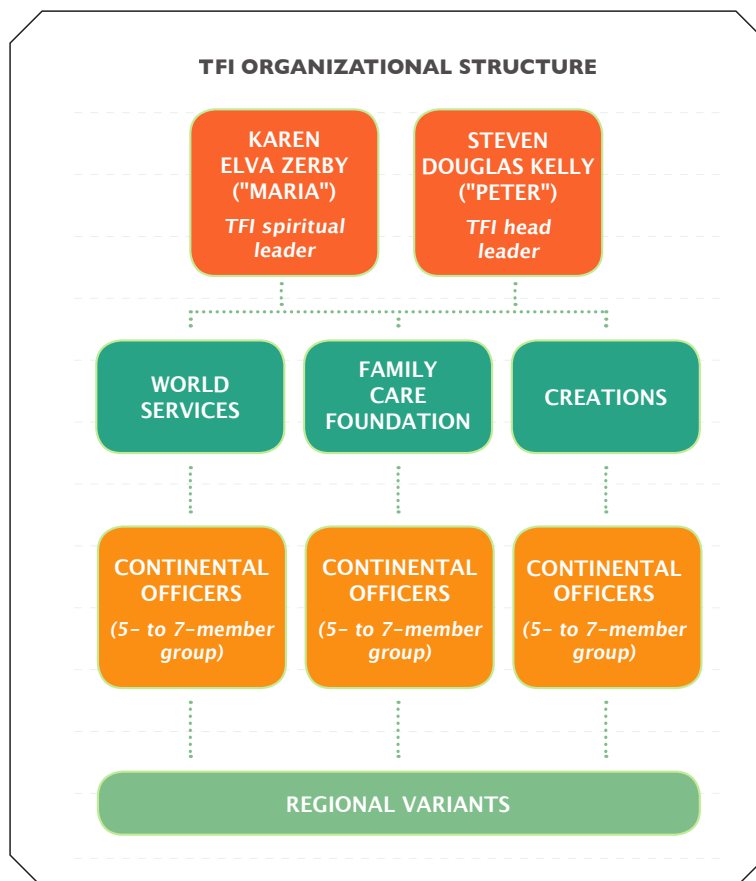 TFI ORGANIZATIONAL STRUCTURE
KAREN
ELVA ZERBY
("MARIA")
TFI spiritual
leader
STEVEN
DOUGLAS KELLY
("PETER")
TFI head
leader
WORLD
SERVICES
FAMILY
CARE
FOUNDATION
CREATIONS
CONTINENTAL
OFFICERS
(5– to 7–member
group)
CONTINENTAL
OFFICERS
(5– to 7–member
group)
CONTINENTAL
OFFICERS
(5– to 7–member
group)
REGIONAL VARIANTS